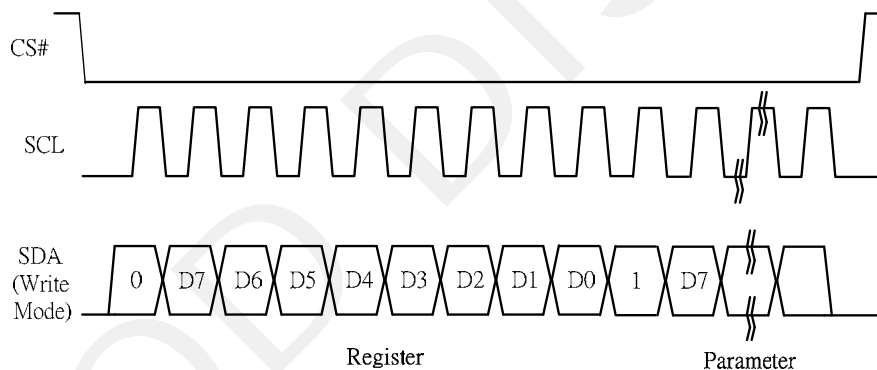 CS#
SCL
SDA
(Write
Mode)
0 D7 D6 D5 D4 D3 D2 D1 D0 1 D7
Register Parameter